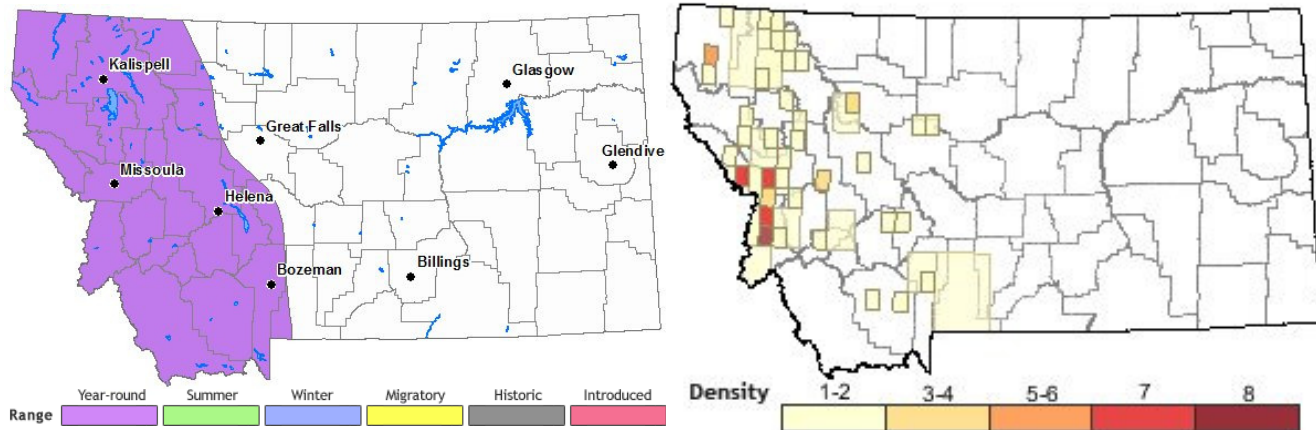 Kalispell
Glasgow
Great Falls
Glendive
Missoula
Helena
Bozeman
Billings
Range Year-round Summer Winter Migratory Historic Introduced
Density 1-2 3-4 5-6 7 8